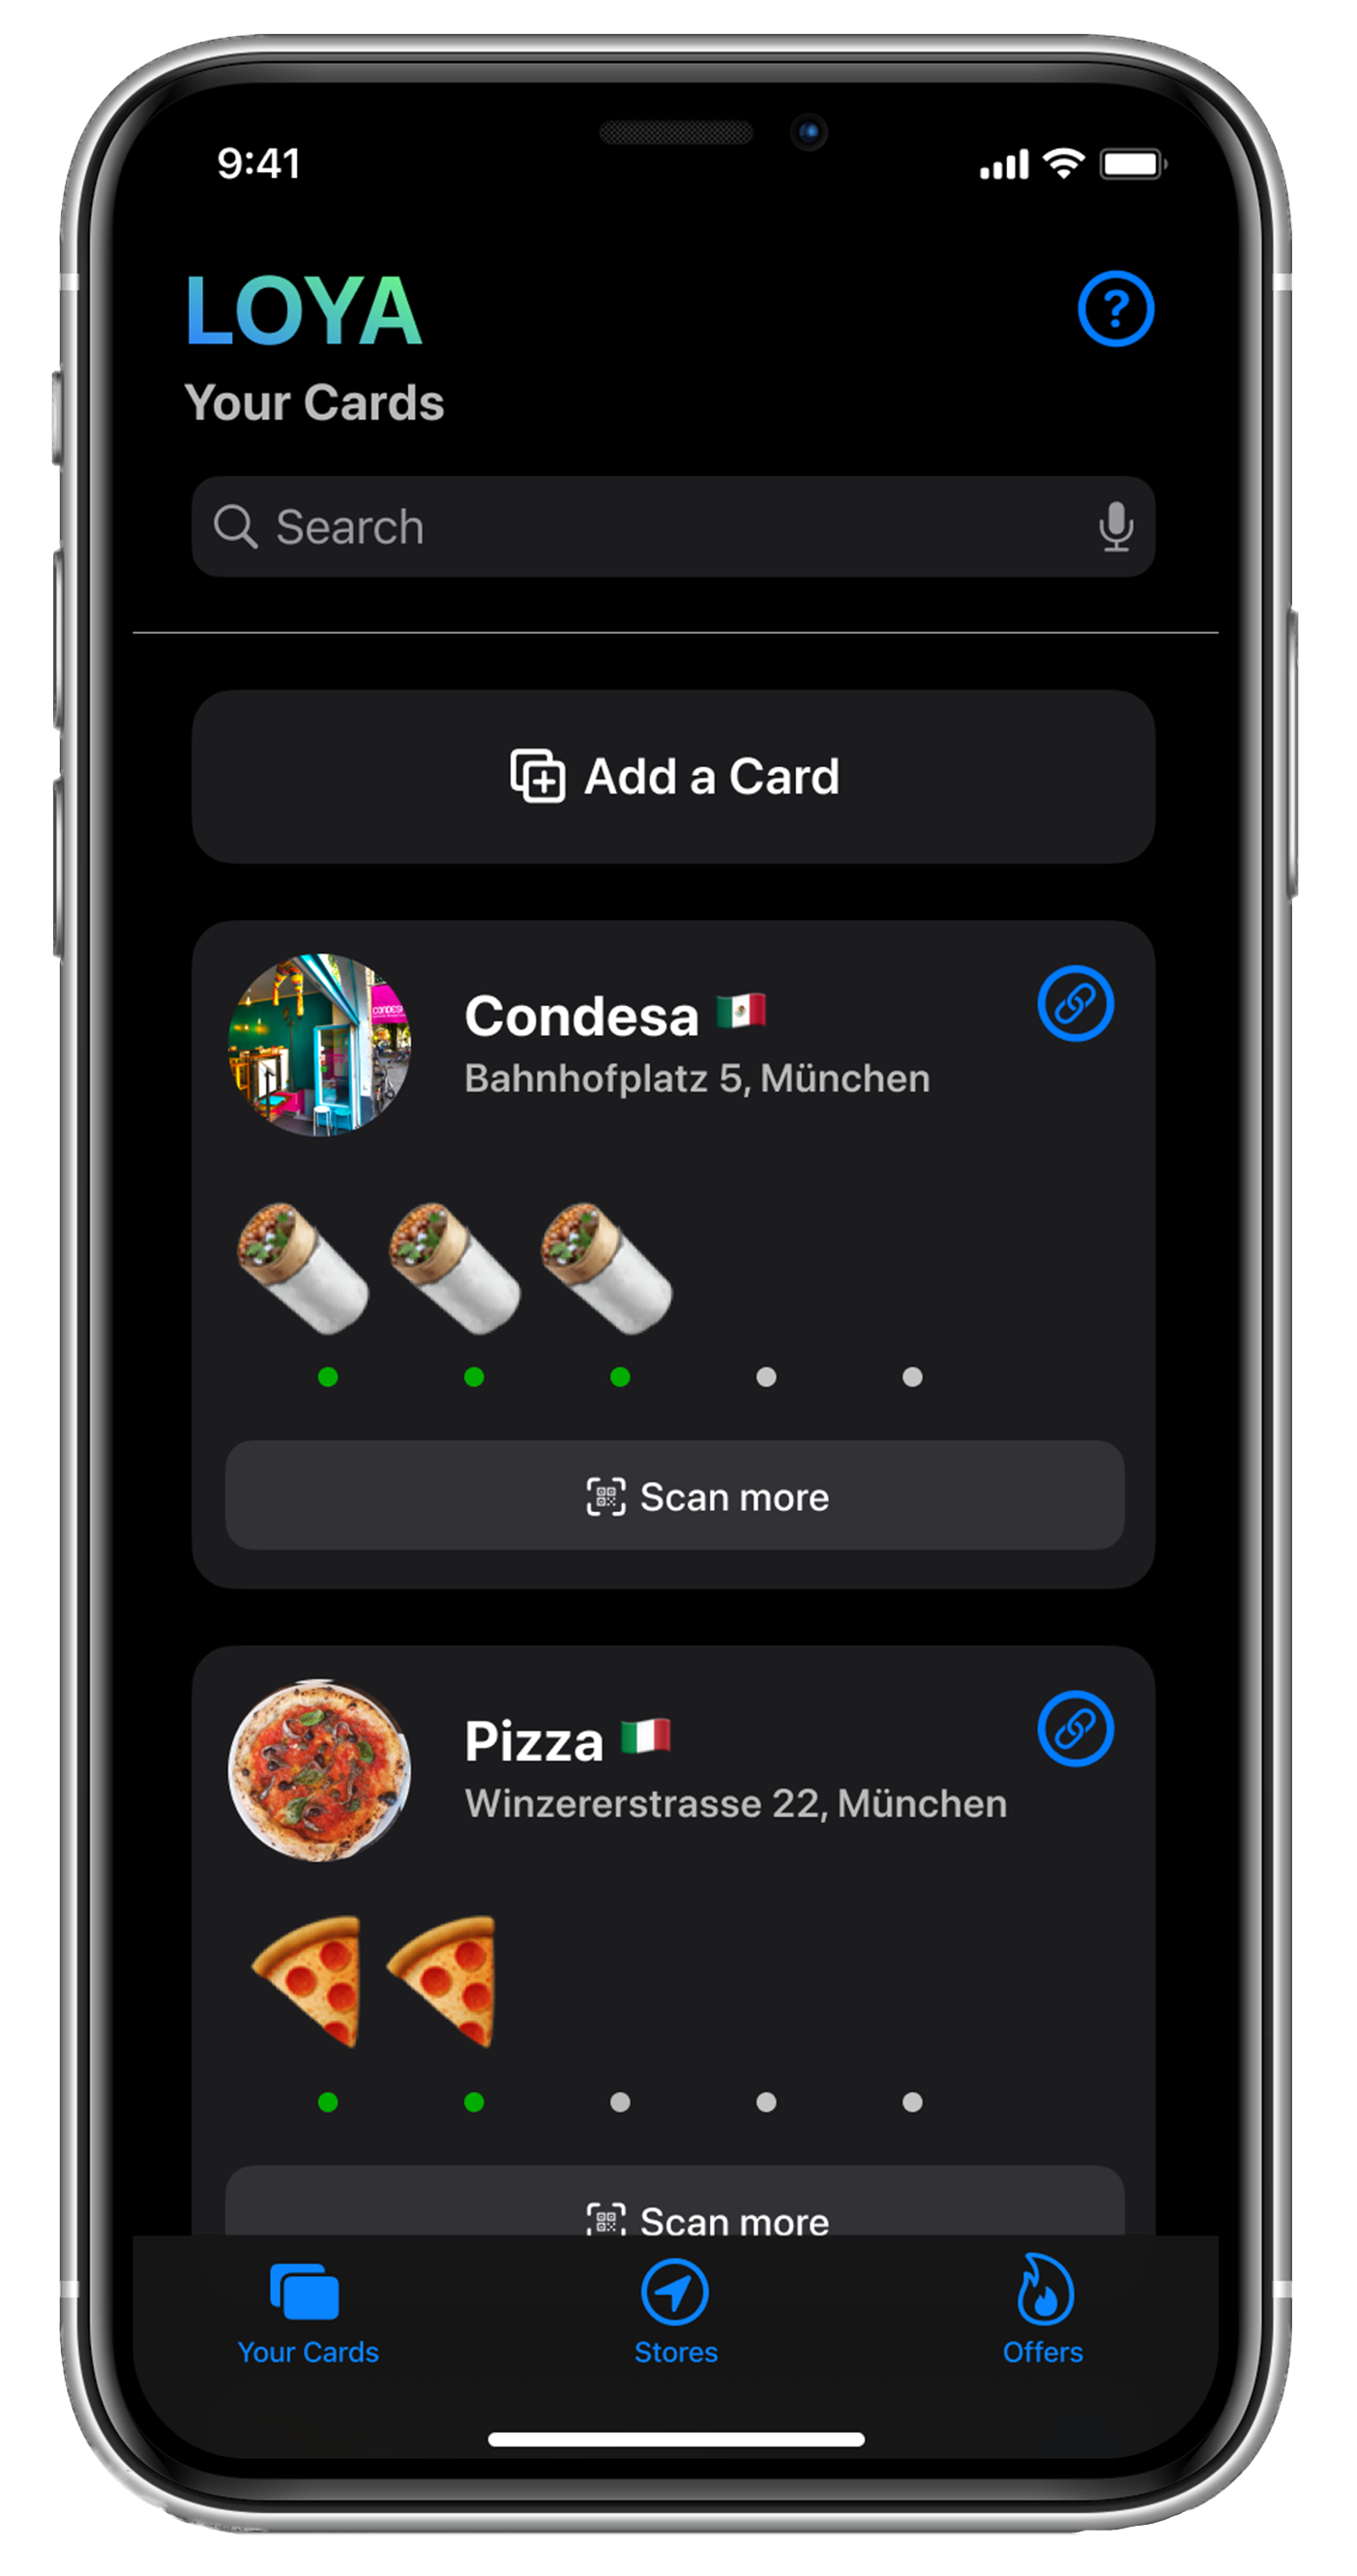 9:41
LOYA
Your Cards
Search
Add a Card
CONDESA
Condesa
Bahnhofplatz 5, München
Scan more
Pizza
Winzererstrasse 22, München
Scan more
Your Cards
Stores
Offers